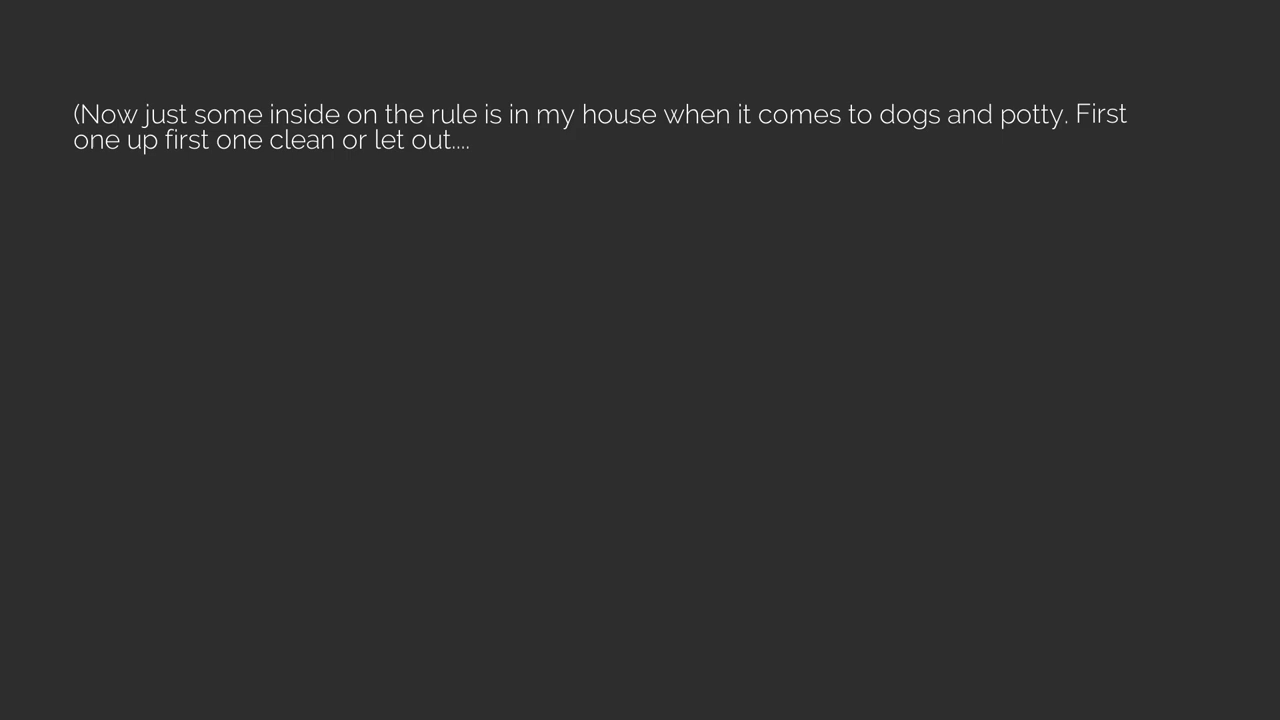 (Now just some inside on the rule is in my house when it comes to dogs and potty. First
one up first one clean or let out....